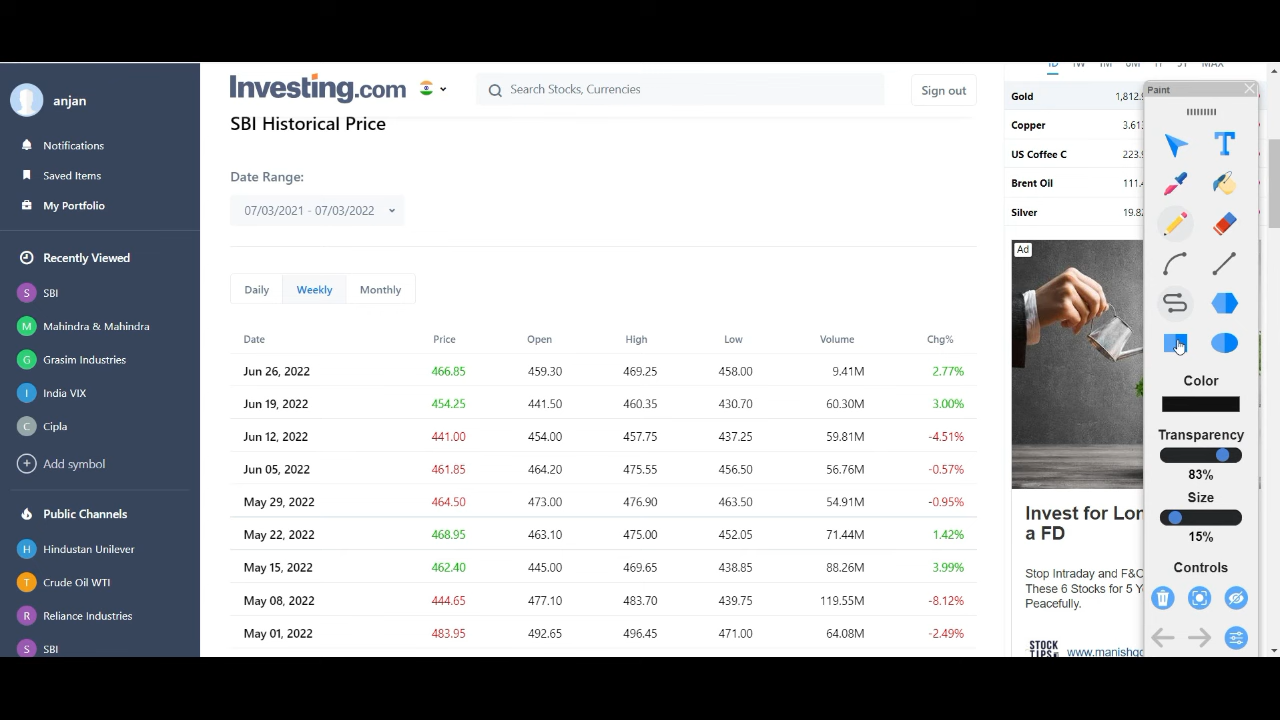 anjan
Notifications
Saved Items
My Portfolio
Recently Viewed
SBI
Mahindra & Mahindra
Grasim Industries
India VIX
Cipla
Add symbol
Public Channels
Hindustan Unilever
Crude Oil WTI
Reliance Industries
SBI
Investing.com
Search Stocks, Currencies
Sign out
SBI Historical Price
Date Range:
07/03/2021 - 07/03/2022
Daily Weekly Monthly
Date Price Open High Low Volume Chg%
Jun 26, 2022 466.85 459.30 469.25 458.00 9.41M 2.77%
Jun 19, 2022 454.25 441.50 460.35 430.70 60.30M 3.00%
Jun 12, 2022 441.00 454.00 457.75 437.25 59.81M -4.51%
Jun 05, 2022 461.85 464.20 475.55 456.50 56.76M -0.57%
May 29, 2022 464.50 473.00 476.90 463.50 54.91M -0.95%
May 22, 2022 468.95 463.10 475.00 452.05 71.44M 1.42%
May 15, 2022 462.40 445.00 469.65 438.85 88.26M 3.99%
May 08, 2022 444.65 477.10 483.70 439.75 119.55M -8.12%
May 01, 2022 483.95 492.65 496.45 471.00 64.08M -2.49%
Gold 1,812.
Copper 3.61
US Coffee C 223.
Brent Oil 111.
Silver 19.8
Ad
Invest for Lor
a FD
Stop Intraday and F&O
These 6 Stocks for 5 Y
Peacefully.
STOCK
TIPS
www.manishg
Paint
T
Color
Transparency
83%
Size
15%
Controls